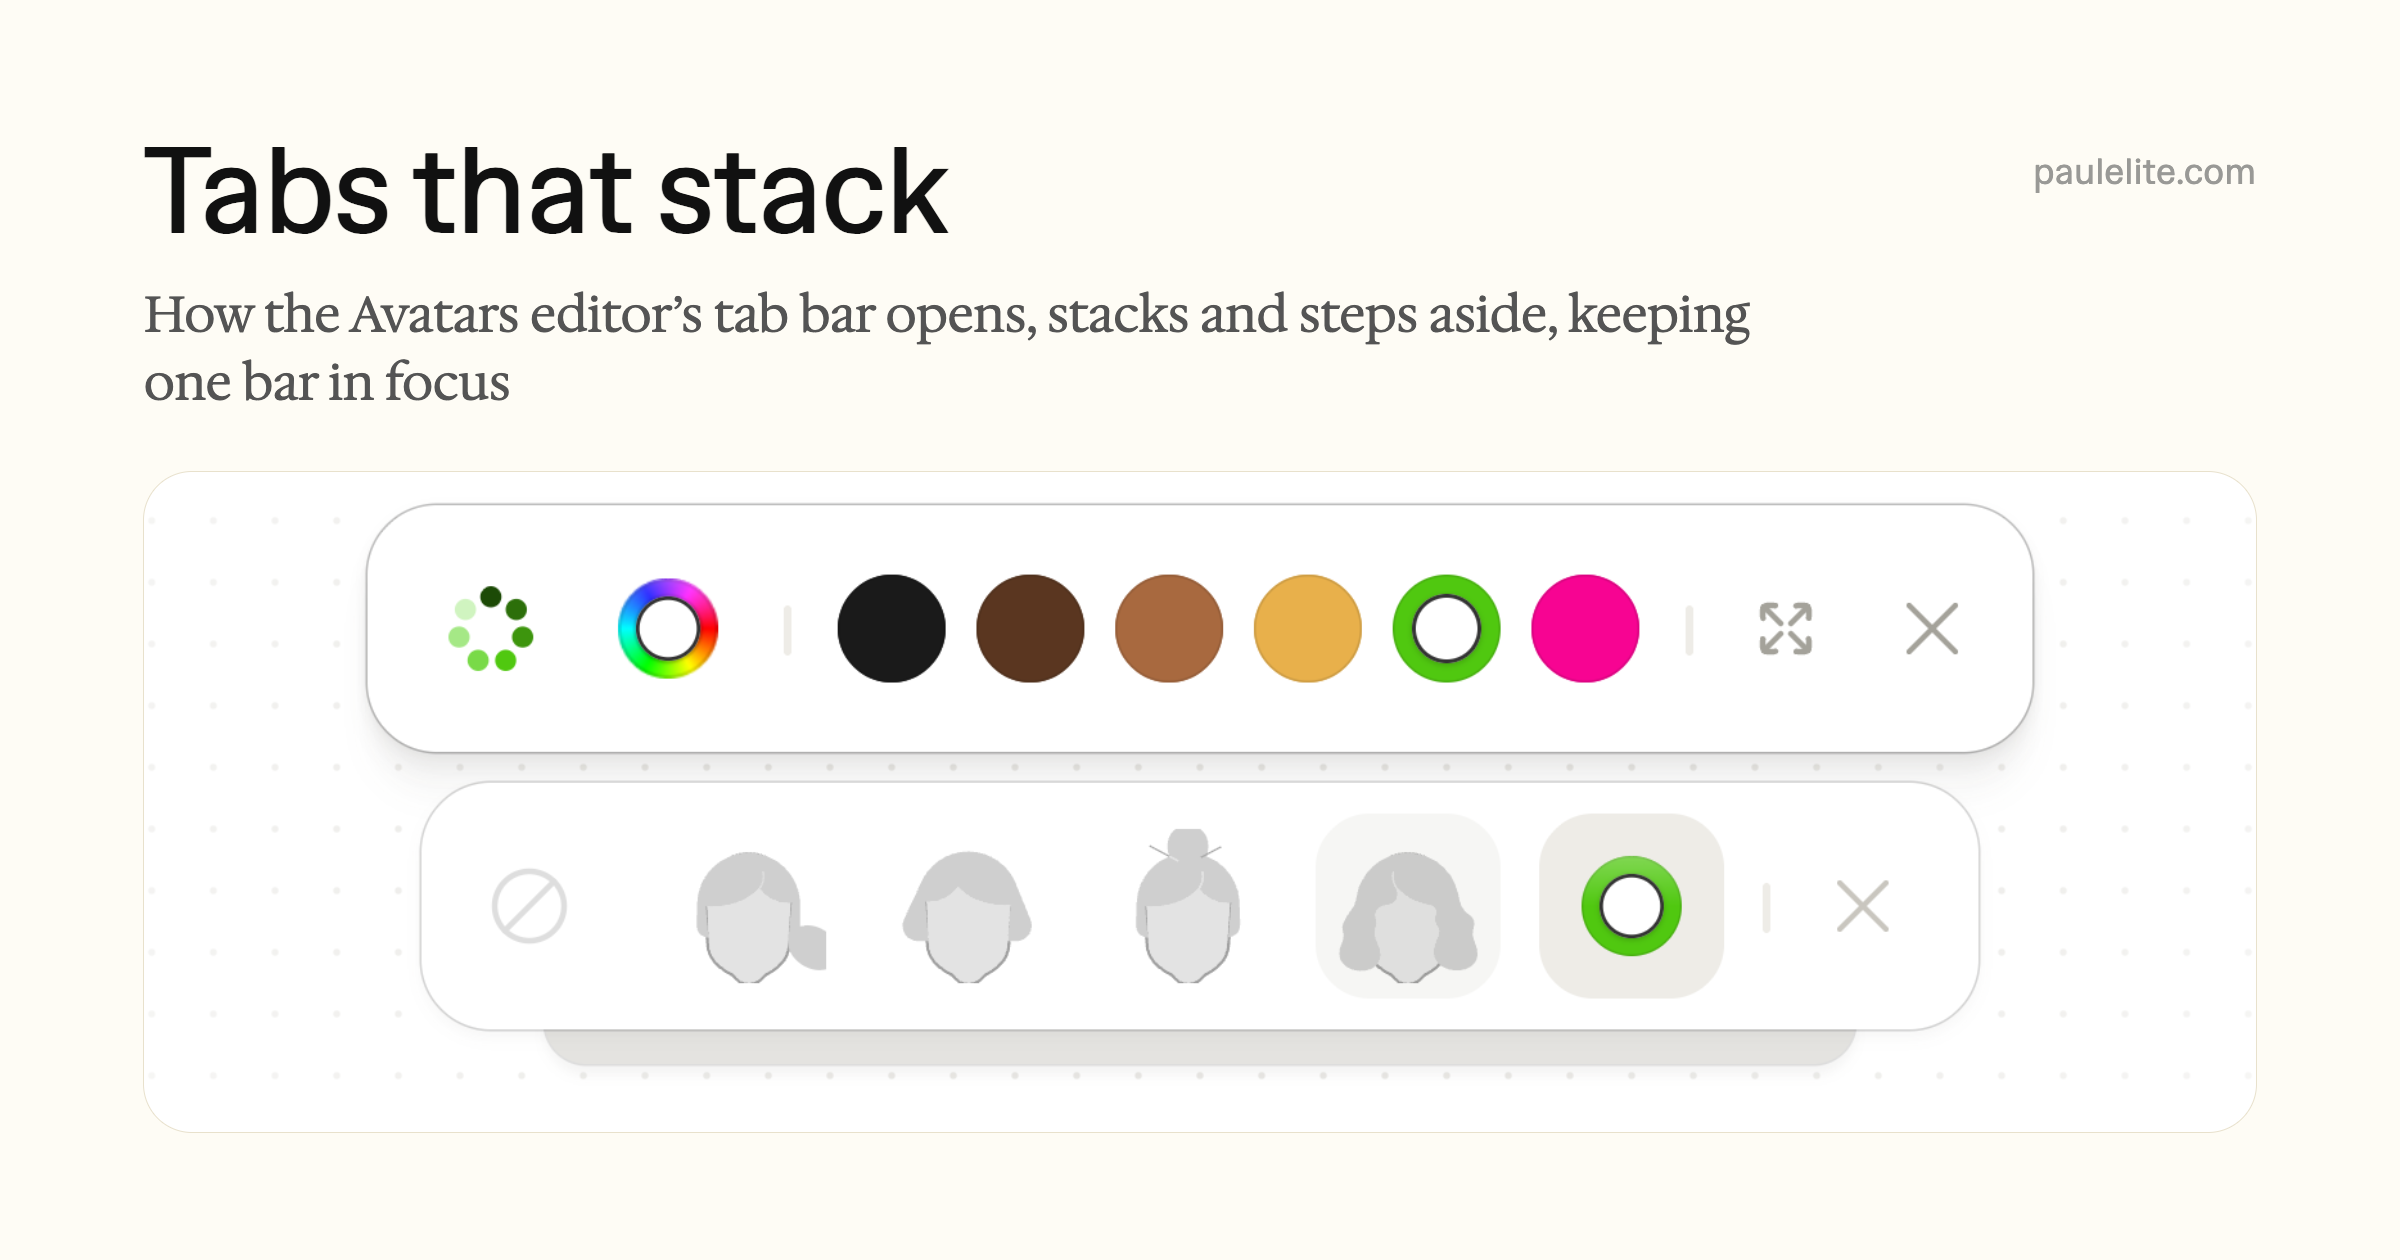 Tabs that stack
paulelite.com
How the Avatars editor’s tab bar opens, stacks and steps aside, keeping
one bar in focus